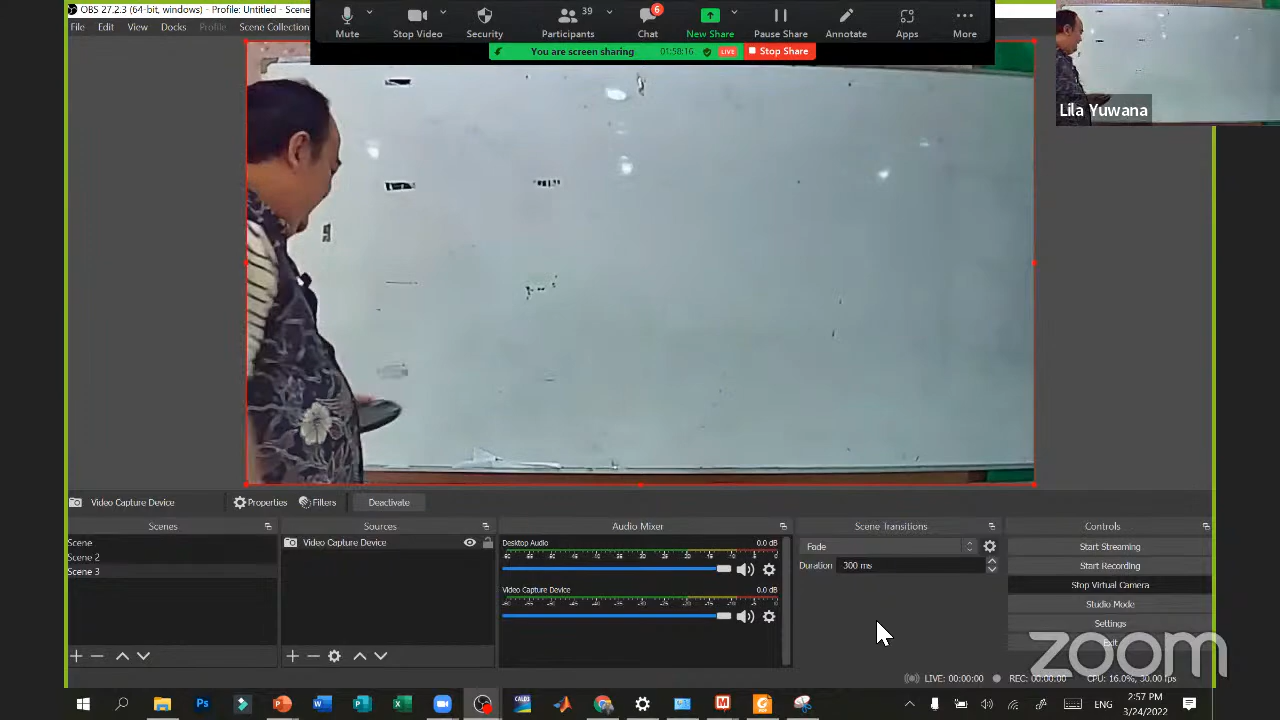 OBS 27.2.3 (64-bit, windows) - Profile: Untitled - Scene
File Edit View Docks Profile Scene Collection
Mute Stop Video Security Participants 39 Chat 6 New Share Pause Share Annotate Apps More
You are screen sharing 01:58:16 LIVE Stop Share
Lila Yuwana
Video Capture Device Properties Filters Deactivate
Scenes Sources Audio Mixer Scene Transitions Controls
Scene
Scene 2
Scene 3
Video Capture Device
Desktop Audio 0.0 dB
Video Capture Device 0.0 dB
Fade
Duration 300 ms
Start Streaming
Start Recording
Stop Virtual Camera
Studio Mode
Settings
Exit
zoom
LIVE: 00:00:00 REC: 00:00:00 CPU: 16.0%, 30.00 fps
ENG 2:57 PM
3/24/2022